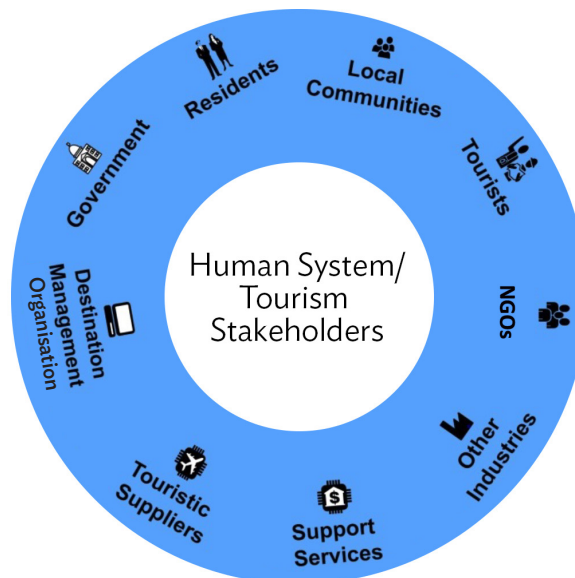 Human System/
Tourism
Stakeholders
Residents
Local
Communities
Tourists
NGOs
Other
Industries
Support
Services
Touristic
Suppliers
Destination
Management
Organisation
Government
$